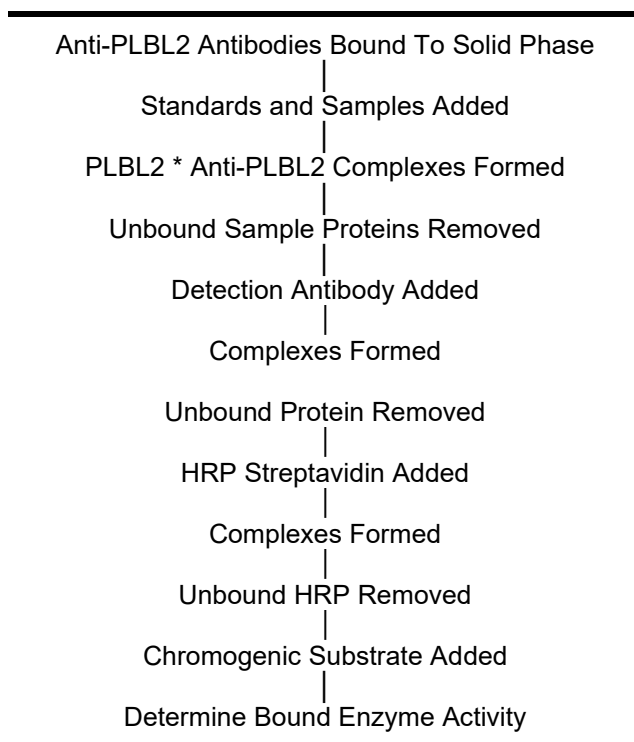 Anti-PLBL2 Antibodies Bound To Solid Phase
Standards and Samples Added
PLBL2 * Anti-PLBL2 Complexes Formed
Unbound Sample Proteins Removed
Detection Antibody Added
Complexes Formed
Unbound Protein Removed
HRP Streptavidin Added
Complexes Formed
Unbound HRP Removed
Chromogenic Substrate Added
Determine Bound Enzyme Activity